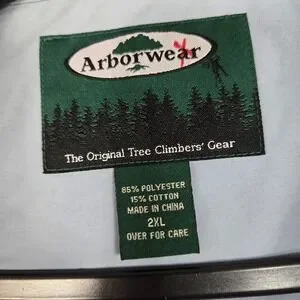 Arborwear
The Original Tree Climbers' Gear
85% POLYESTER
15% COTTON
MADE IN CHINA
2XL
OVER FOR CARE